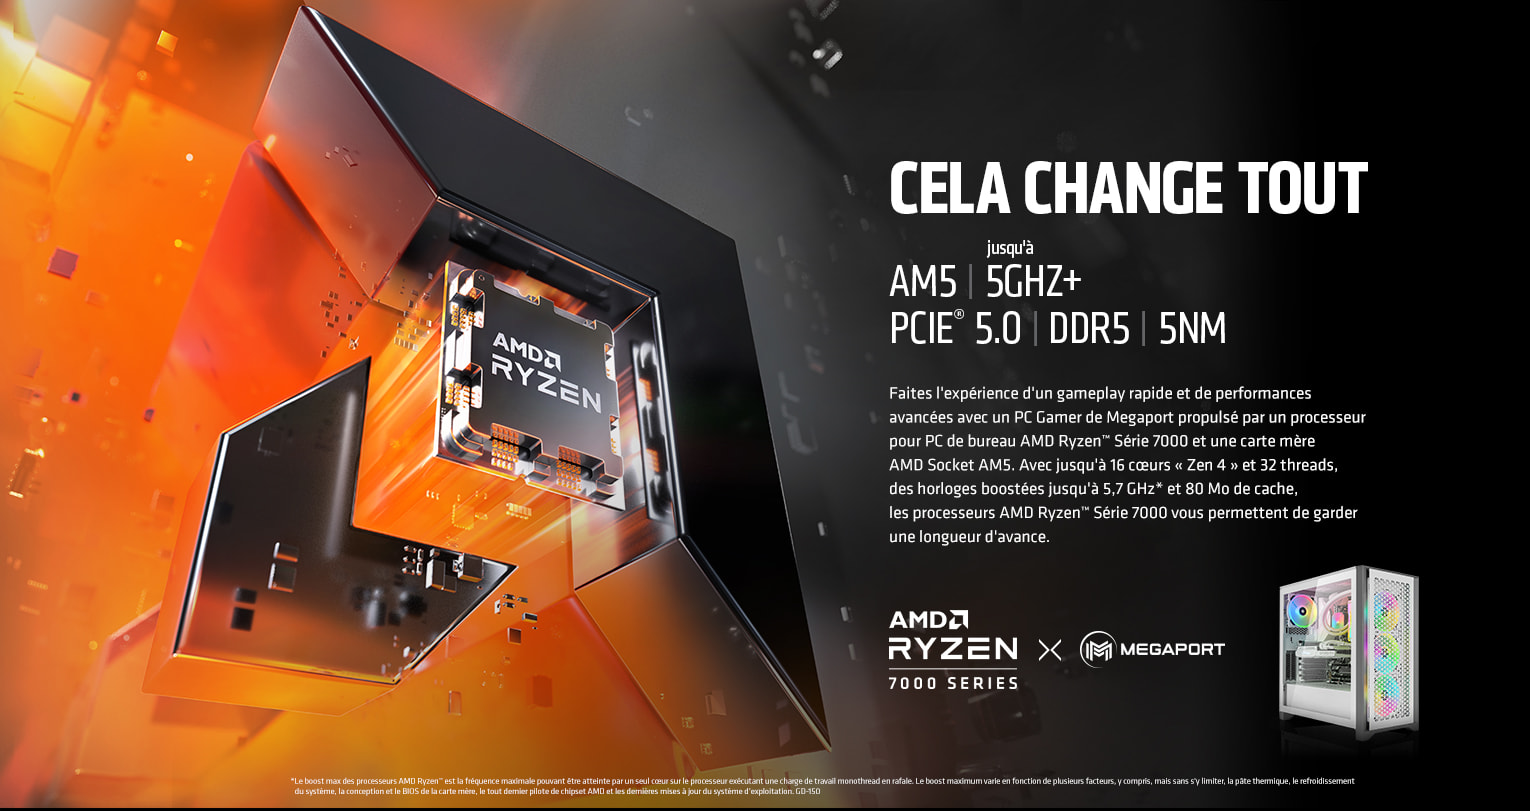 CELA CHANGE TOUT
jusqu'à
AM5 | 5GHZ+
PCIE® 5.0 | DDR5 | 5NM
AMD
RYZEN
Faites l'expérience d'un gameplay rapide et de performances
avancées avec un PC Gamer de Megaport propulsé par un processeur
pour PC de bureau AMD Ryzen™ Série 7000 et une carte mère
AMD Socket AM5. Avec jusqu'à 16 cœurs « Zen 4 » et 32 threads,
des horloges boostées jusqu'à 5,7 GHz* et 80 Mo de cache,
les processeurs AMD Ryzen™ Série 7000 vous permettent de garder
une longueur d'avance.
AMD
RYZEN
7000 SERIES
MEGAPORT
*Le boost max des processeurs AMD Ryzen™ est la fréquence maximale pouvant être atteinte par un seul cœur sur le processeur exécutant une charge de travail monothread en rafale. Le boost maximum varie en fonction de plusieurs facteurs, y compris, mais sans s'y limiter, la pâte thermique, le refroidissement
du système, la conception et le BIOS de la carte mère, le tout dernier pilote de chipset AMD et les dernières mises à jour du système d'exploitation. GD-150